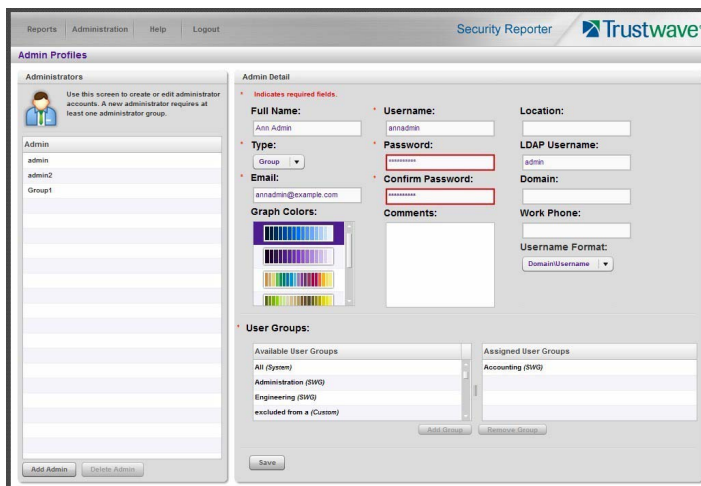 Reports Administration Help Logout
Security Reporter Trustwave
Admin Profiles
Administrators
Use this screen to create or edit administrator
accounts. A new administrator requires at
least one administrator group.
Admin
admin
admin2
Group1
Add Admin Delete Admin
Admin Detail
* Indicates required fields.
Full Name: * Username: Location:
Ann Admin annadmin
* Type: * Password: LDAP Username:
Group ********** admin
* Email: * Confirm Password: Domain:
annadmin@example.com **********
Graph Colors: Comments: Work Phone:
Username Format:
Domain\Username
* User Groups:
Available User Groups Assigned User Groups
All (System) Accounting (SWG)
Administration (SWG)
Engineering (SWG)
excluded from a (Custom)
Add Group Remove Group
Save